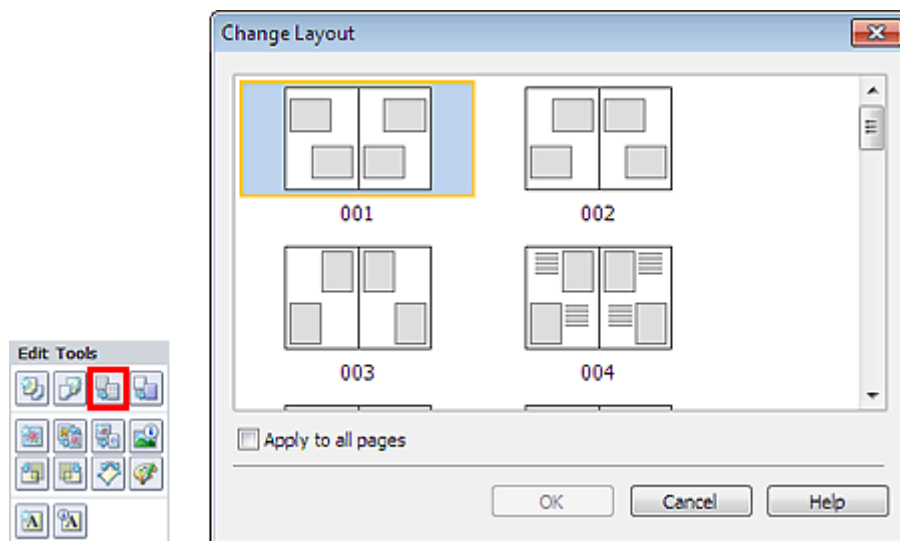 Change Layout
001
002
003
004
Edit Tools
Apply to all pages
OK
Cancel
Help